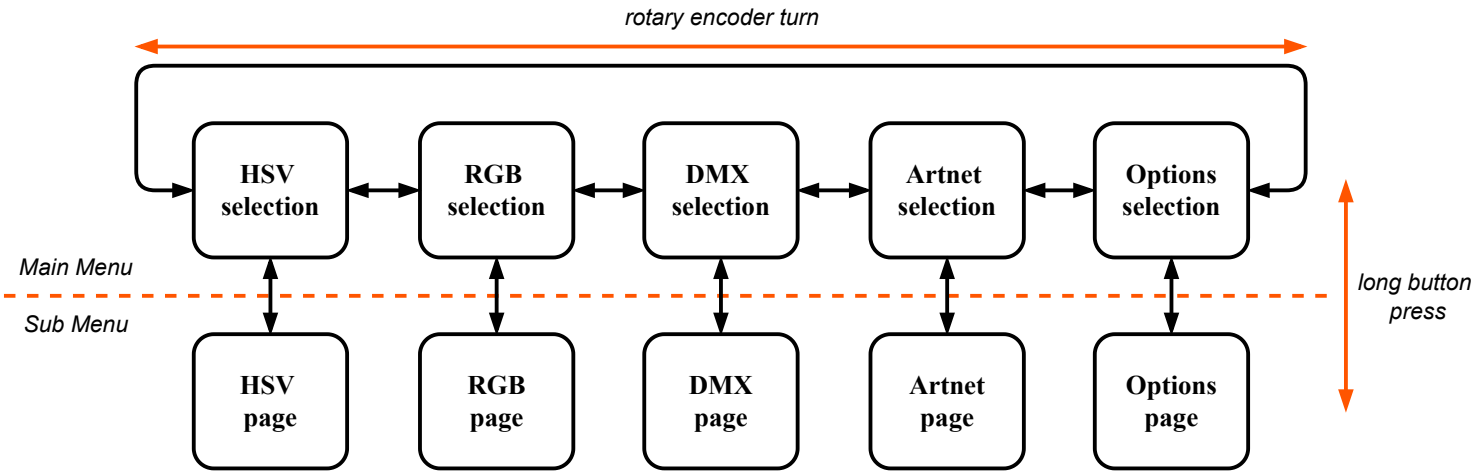 rotary encoder turn
HSV
selection
RGB
selection
DMX
selection
Artnet
selection
Options
selection
Main Menu
Sub Menu
long button
press
HSV
page
RGB
page
DMX
page
Artnet
page
Options
page